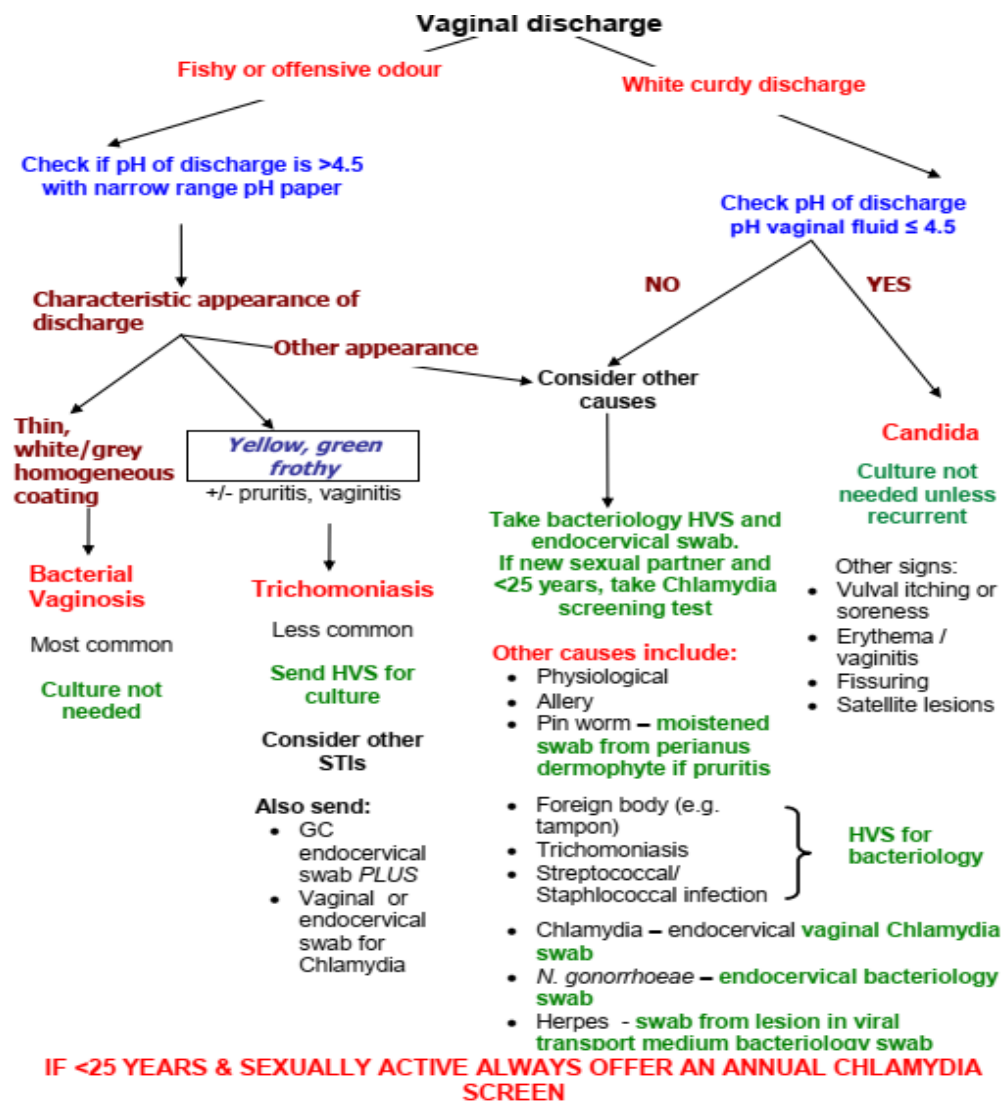 Vaginal discharge
Fishy or offensive odour
White curdy discharge
Check if pH of discharge is >4.5
with narrow range pH paper
Check pH of discharge
pH vaginal fluid ≤ 4.5
NO
YES
Characteristic appearance of
discharge
Other appearance
Consider other
causes
Thin,
white/grey
homogeneous
coating
Yellow, green
frothy
+/- pruritis, vaginitis
Bacterial
Vaginosis
Most common
Culture not
needed
Trichomoniasis
Less common
Send HVS for
culture
Consider other
STIs
Also send:
• GC
endocervical
swab PLUS
• Vaginal or
endocervical
swab for
Chlamydia
Take bacteriology HVS and
endocervical swab.
If new sexual partner and
<25 years, take Chlamydia
screening test
Other causes include:
• Physiological
• Allery
• Pin worm – moistened
swab from perianus
dermophyte if pruritis
• Foreign body (e.g.
tampon)
• Trichomoniasis
• Streptococcal/
Staphlococcal infection
HVS for
bacteriology
• Chlamydia – endocervical vaginal Chlamydia
swab
• N. gonorrhoeae – endocervical bacteriology
swab
• Herpes - swab from lesion in viral
transport medium bacteriology swab
Candida
Culture not
needed unless
recurrent
Other signs:
• Vulval itching or
soreness
• Erythema /
vaginitis
• Fissuring
• Satellite lesions
IF <25 YEARS & SEXUALLY ACTIVE ALWAYS OFFER AN ANNUAL CHLAMYDIA
SCREEN